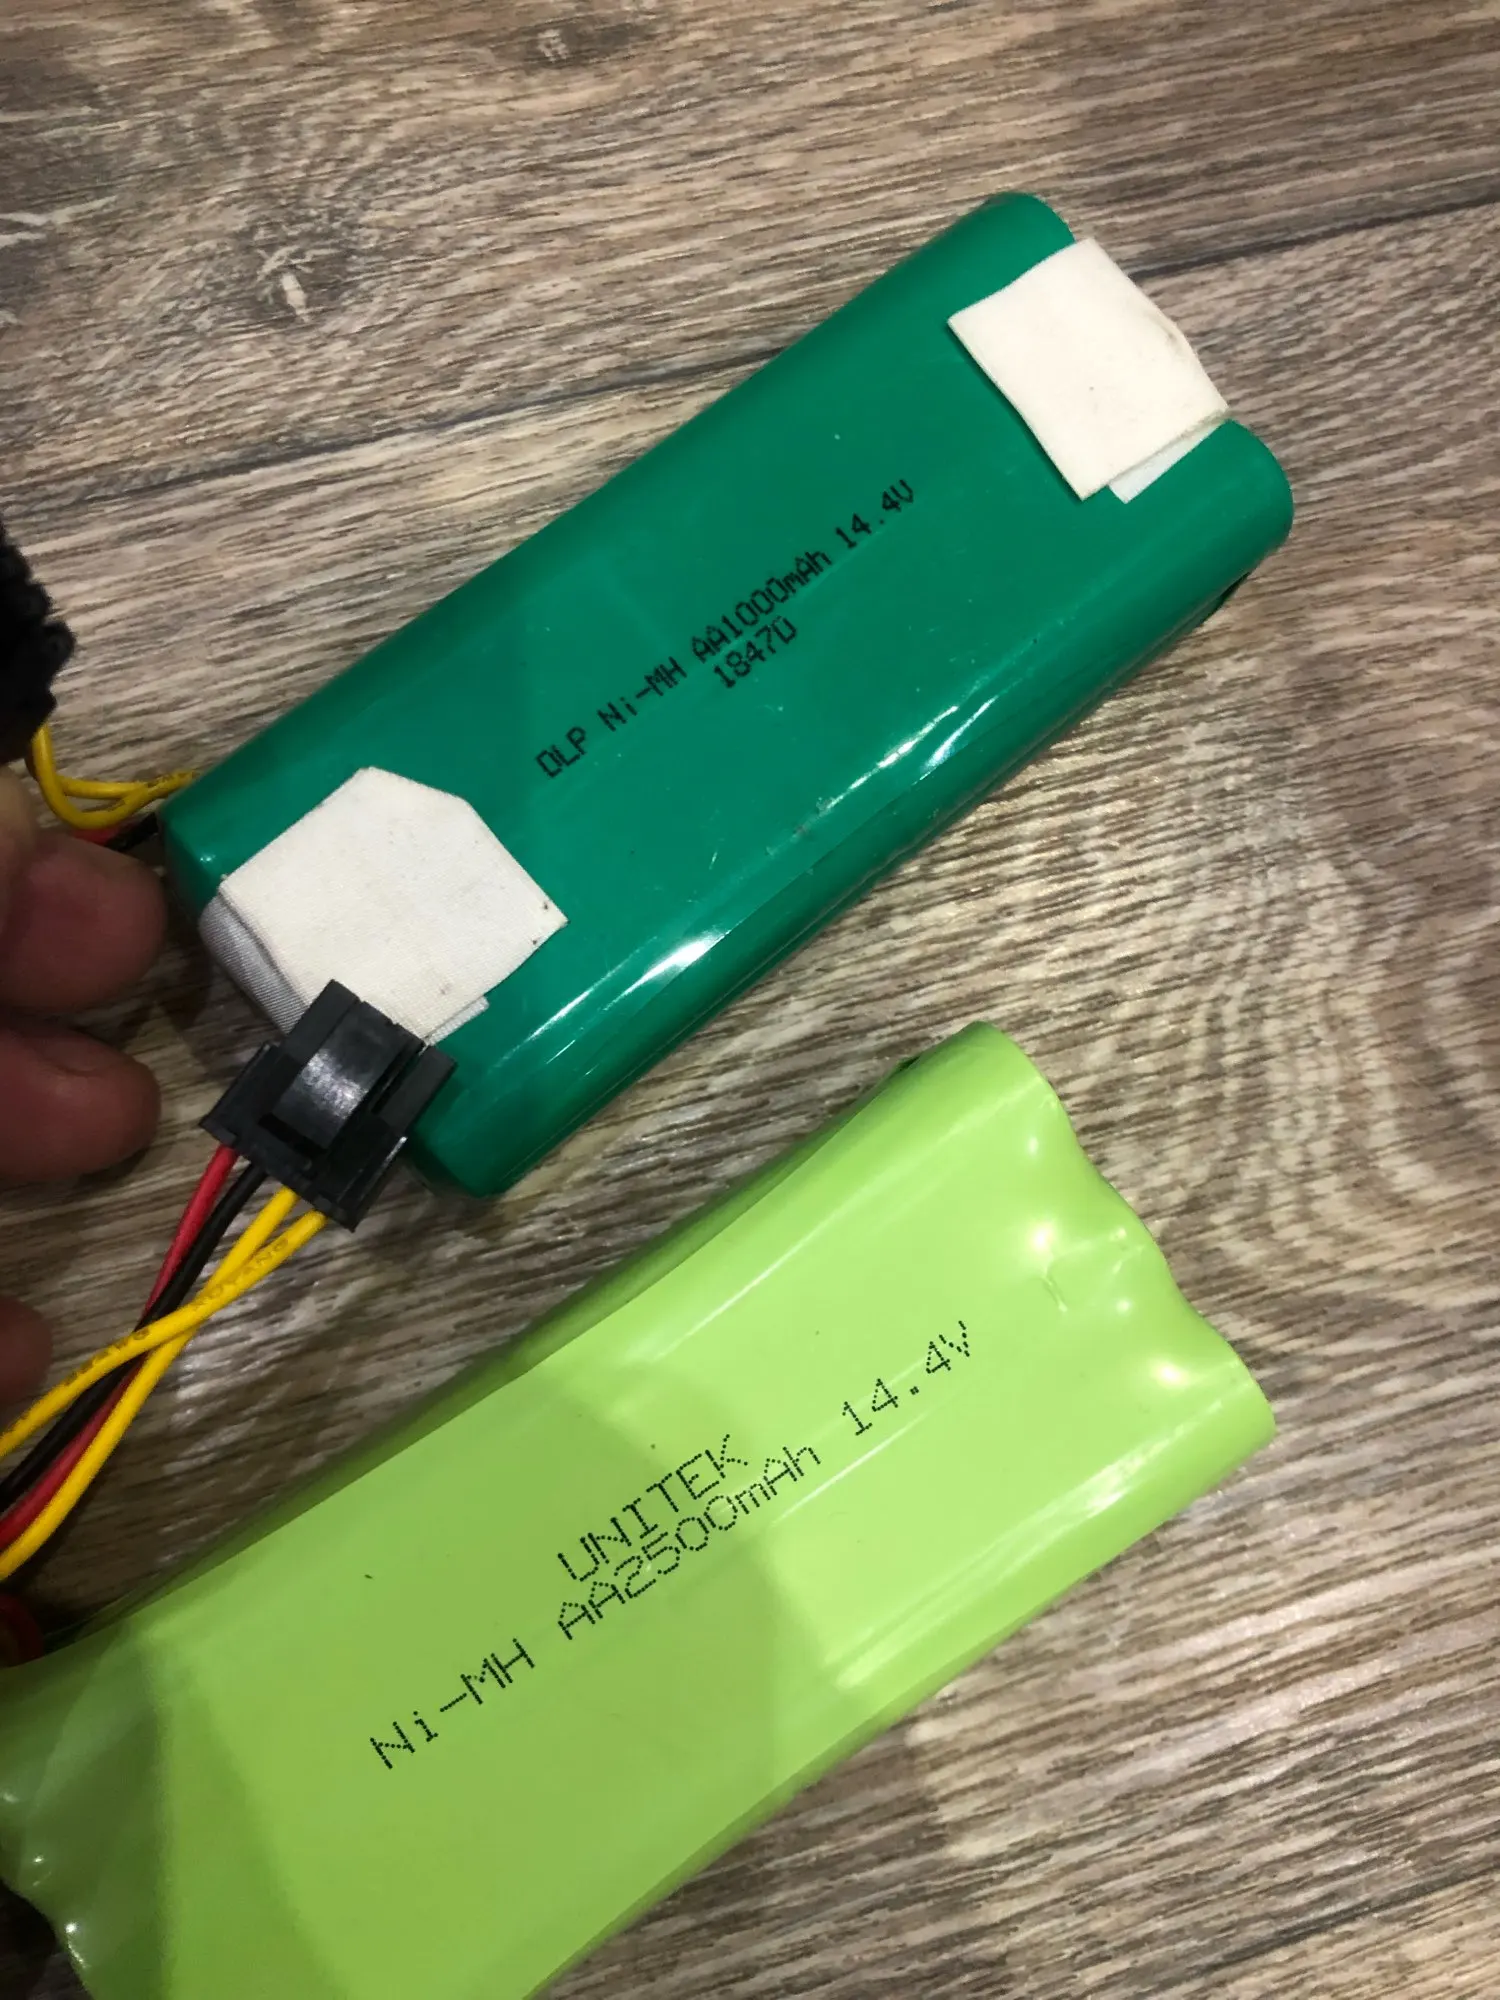 DLP Ni-MH AA1000mAh 14.4V
1847D
UNITEK
Ni-MH AA2500mAh 14.4V